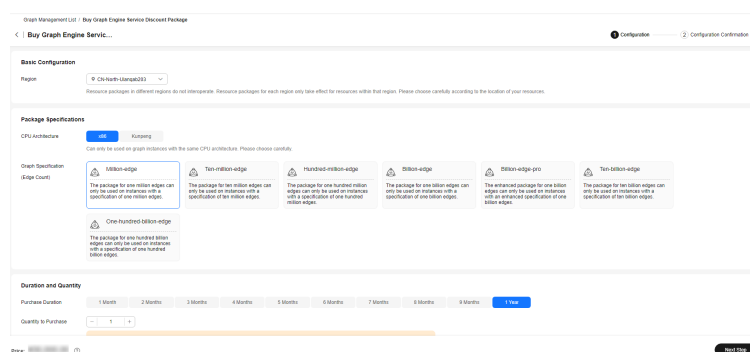 Graph Management List / Buy Graph Engine Service Discount Package
< | Buy Graph Engine Servic...
1 Configuration
2 Configuration Confirmation
Basic Configuration
Region
CN-North-Ulanqab203
Resource packages in different regions do not interoperate. Resource packages for each region only take effect for resources within that region. Please choose carefully according to the location of your resources.
Package Specifications
CPU Architecture
x86
Kunpeng
Can only be used on graph instances with the same CPU architecture. Please choose carefully.
Graph Specification
(Edge Count)
Million-edge
The package for one million edges can
only be used on instances with a
specification of one million edges.
Ten-million-edge
The package for ten million edges can
only be used on instances with a
specification of ten million edges.
Hundred-million-edge
The package for one hundred million
edges can only be used on instances
with a specification of one hundred
million edges.
Billion-edge
The package for one billion edges can
only be used on instances with a
specification of one billion edges.
Billion-edge-pro
The enhanced package for one billion
edges can only be used on instances
with an enhanced specification of one
billion edges.
Ten-billion-edge
The package for ten billion edges can
only be used on instances with a
specification of ten billion edges.
One-hundred-billion-edge
The package for one hundred billion
edges can only be used on instances
with a specification of one hundred
billion edges.
Duration and Quantity
Purchase Duration
1 Month
2 Months
3 Months
4 Months
5 Months
6 Months
7 Months
8 Months
9 Months
1 Year
Quantity to Purchase
− 1 +
Price:
Next Step